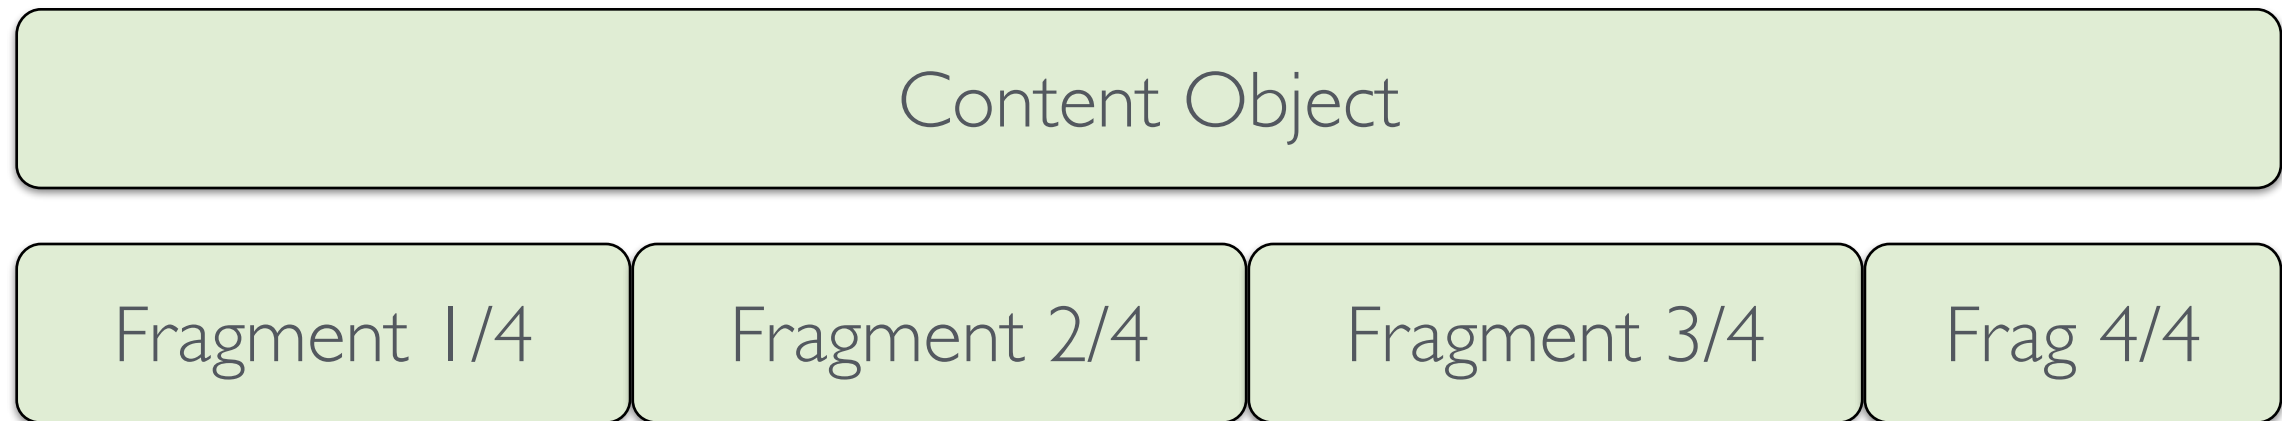 Content Object
Fragment 1/4 Fragment 2/4 Fragment 3/4 Frag 4/4